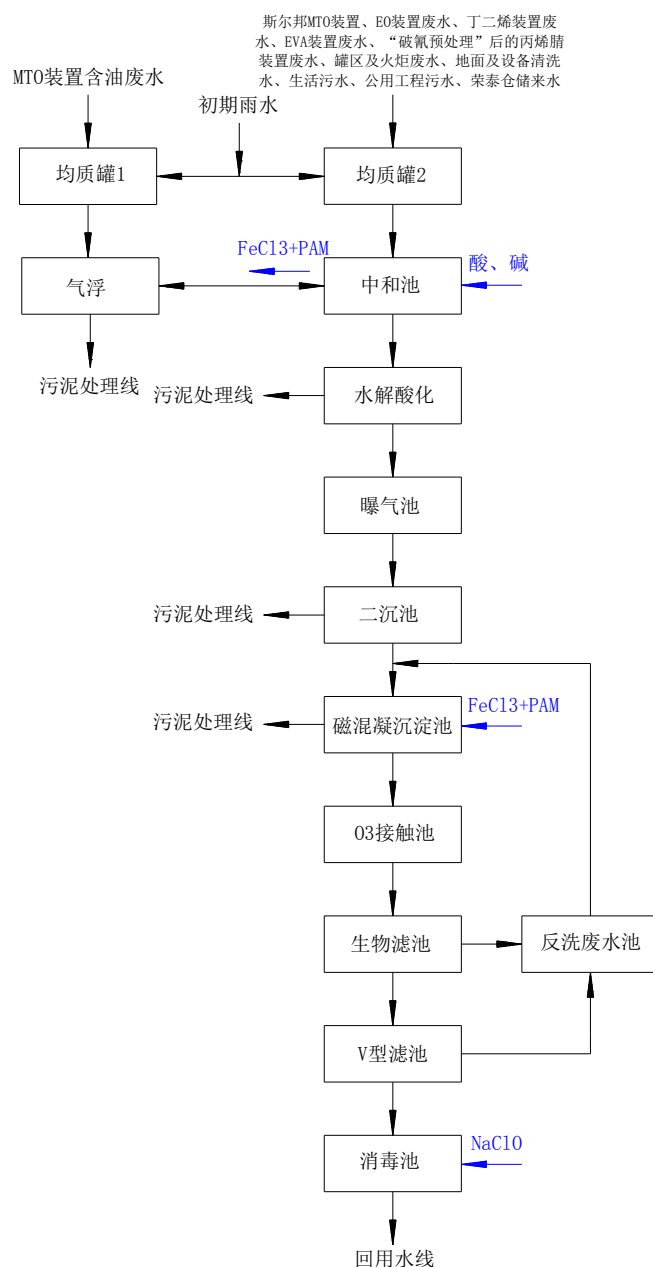 斯尔邦MTO装置、EO装置废水、丁二烯装置废
水、EVA装置废水、“破氰预处理”后的丙烯腈
装置废水、罐区及火炬废水、地面及设备清洗
水、生活污水、公用工程污水、荣泰仓储来水
MTO装置含油废水
初期雨水
均质罐1
均质罐2
FeCl3+PAM
酸、碱
气浮
中和池
污泥处理线
污泥处理线
水解酸化
曝气池
污泥处理线
二沉池
污泥处理线
磁混凝沉淀池
FeCl3+PAM
O3接触池
生物滤池
反洗废水池
V型滤池
消毒池
NaClO
回用水线